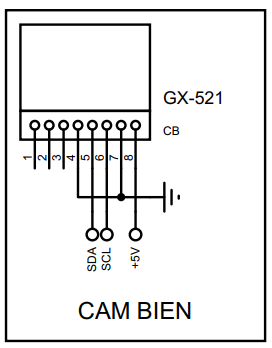 GX-521
CB
1 2 3 4 5 6 7 8
SDA SCL +5V
CAM BIEN